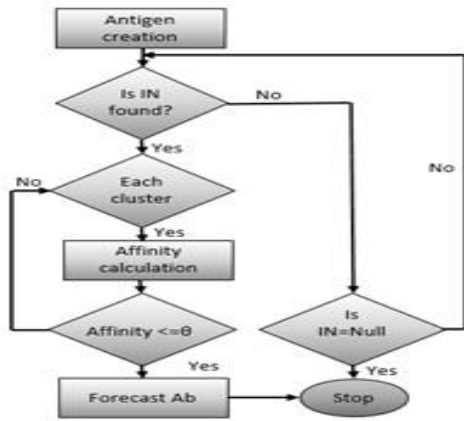 Antigen
creation
Is IN
found?
No
Yes
No
No
Each
cluster
Yes
Affinity
calculation
Affinity <=θ
Is
IN=Null
Yes
Yes
Forecast Ab
Stop